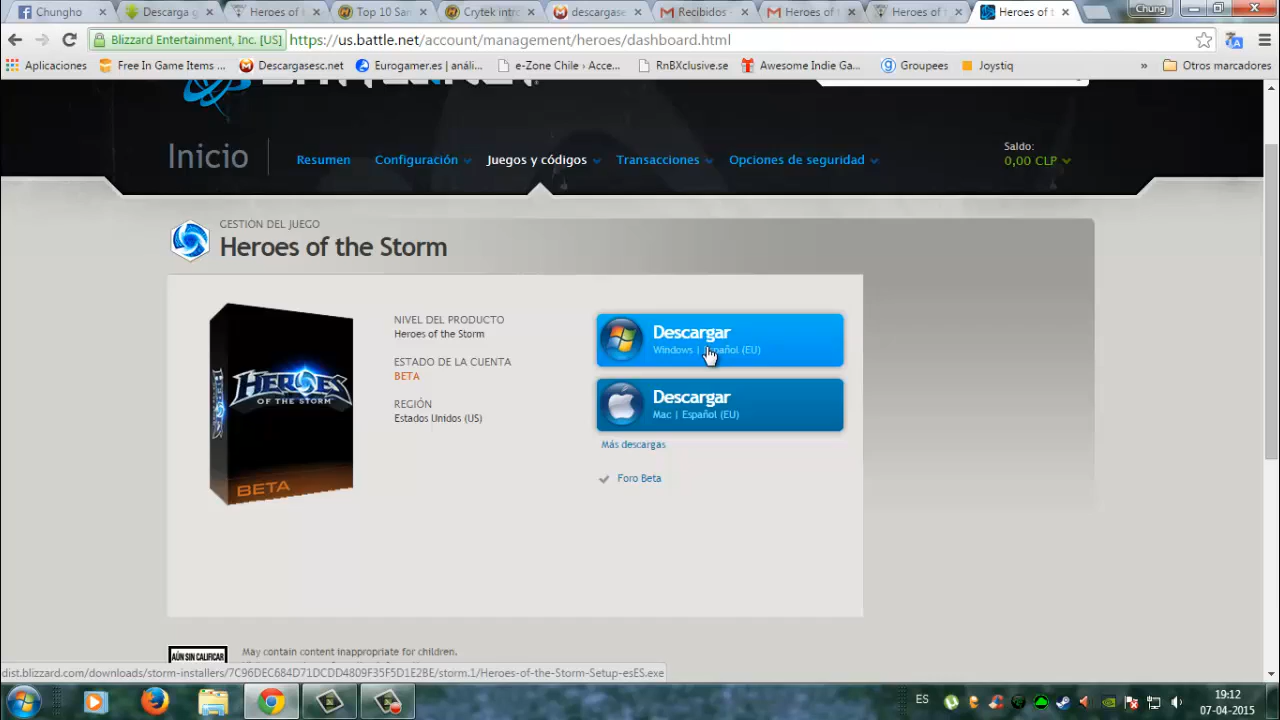 Chungho
Descarga g
Heroes of t
Top 10 Sar
Crytek intr
descargase
Recibidos
Heroes of
Heroes of t
Heroes of t
Chung
Blizzard Entertainment, Inc. [US]
https://us.battle.net/account/management/heroes/dashboard.html
Aplicaciones
Free In Game Items ...
Descargasesc.net
Eurogamer.es | análi...
e-Zone Chile › Acce...
RnBXclusive.se
Awesome Indie Ga...
Groupees
Joystiq
»
Otros marcadores
Inicio
Resumen
Configuración
Juegos y códigos
Transacciones
Opciones de seguridad
Saldo:
0,00 CLP
GESTIÓN DEL JUEGO
Heroes of the Storm
HEROES
OF THE STORM
BETA
NIVEL DEL PRODUCTO
Heroes of the Storm
ESTADO DE LA CUENTA
BETA
REGIÓN
Estados Unidos (US)
Descargar
Windows | Español (EU)
Descargar
Mac | Español (EU)
Más descargas
Foro Beta
AÚN SIN CALIFICAR
May contain content inappropriate for children.
dist.blizzard.com/downloads/storm-installers/7C96DEC684D71DCDD4809F35F5D1E2BE/storm.1/Heroes-of-the-Storm-Setup-esES.exe
ES
19:12
07-04-2015